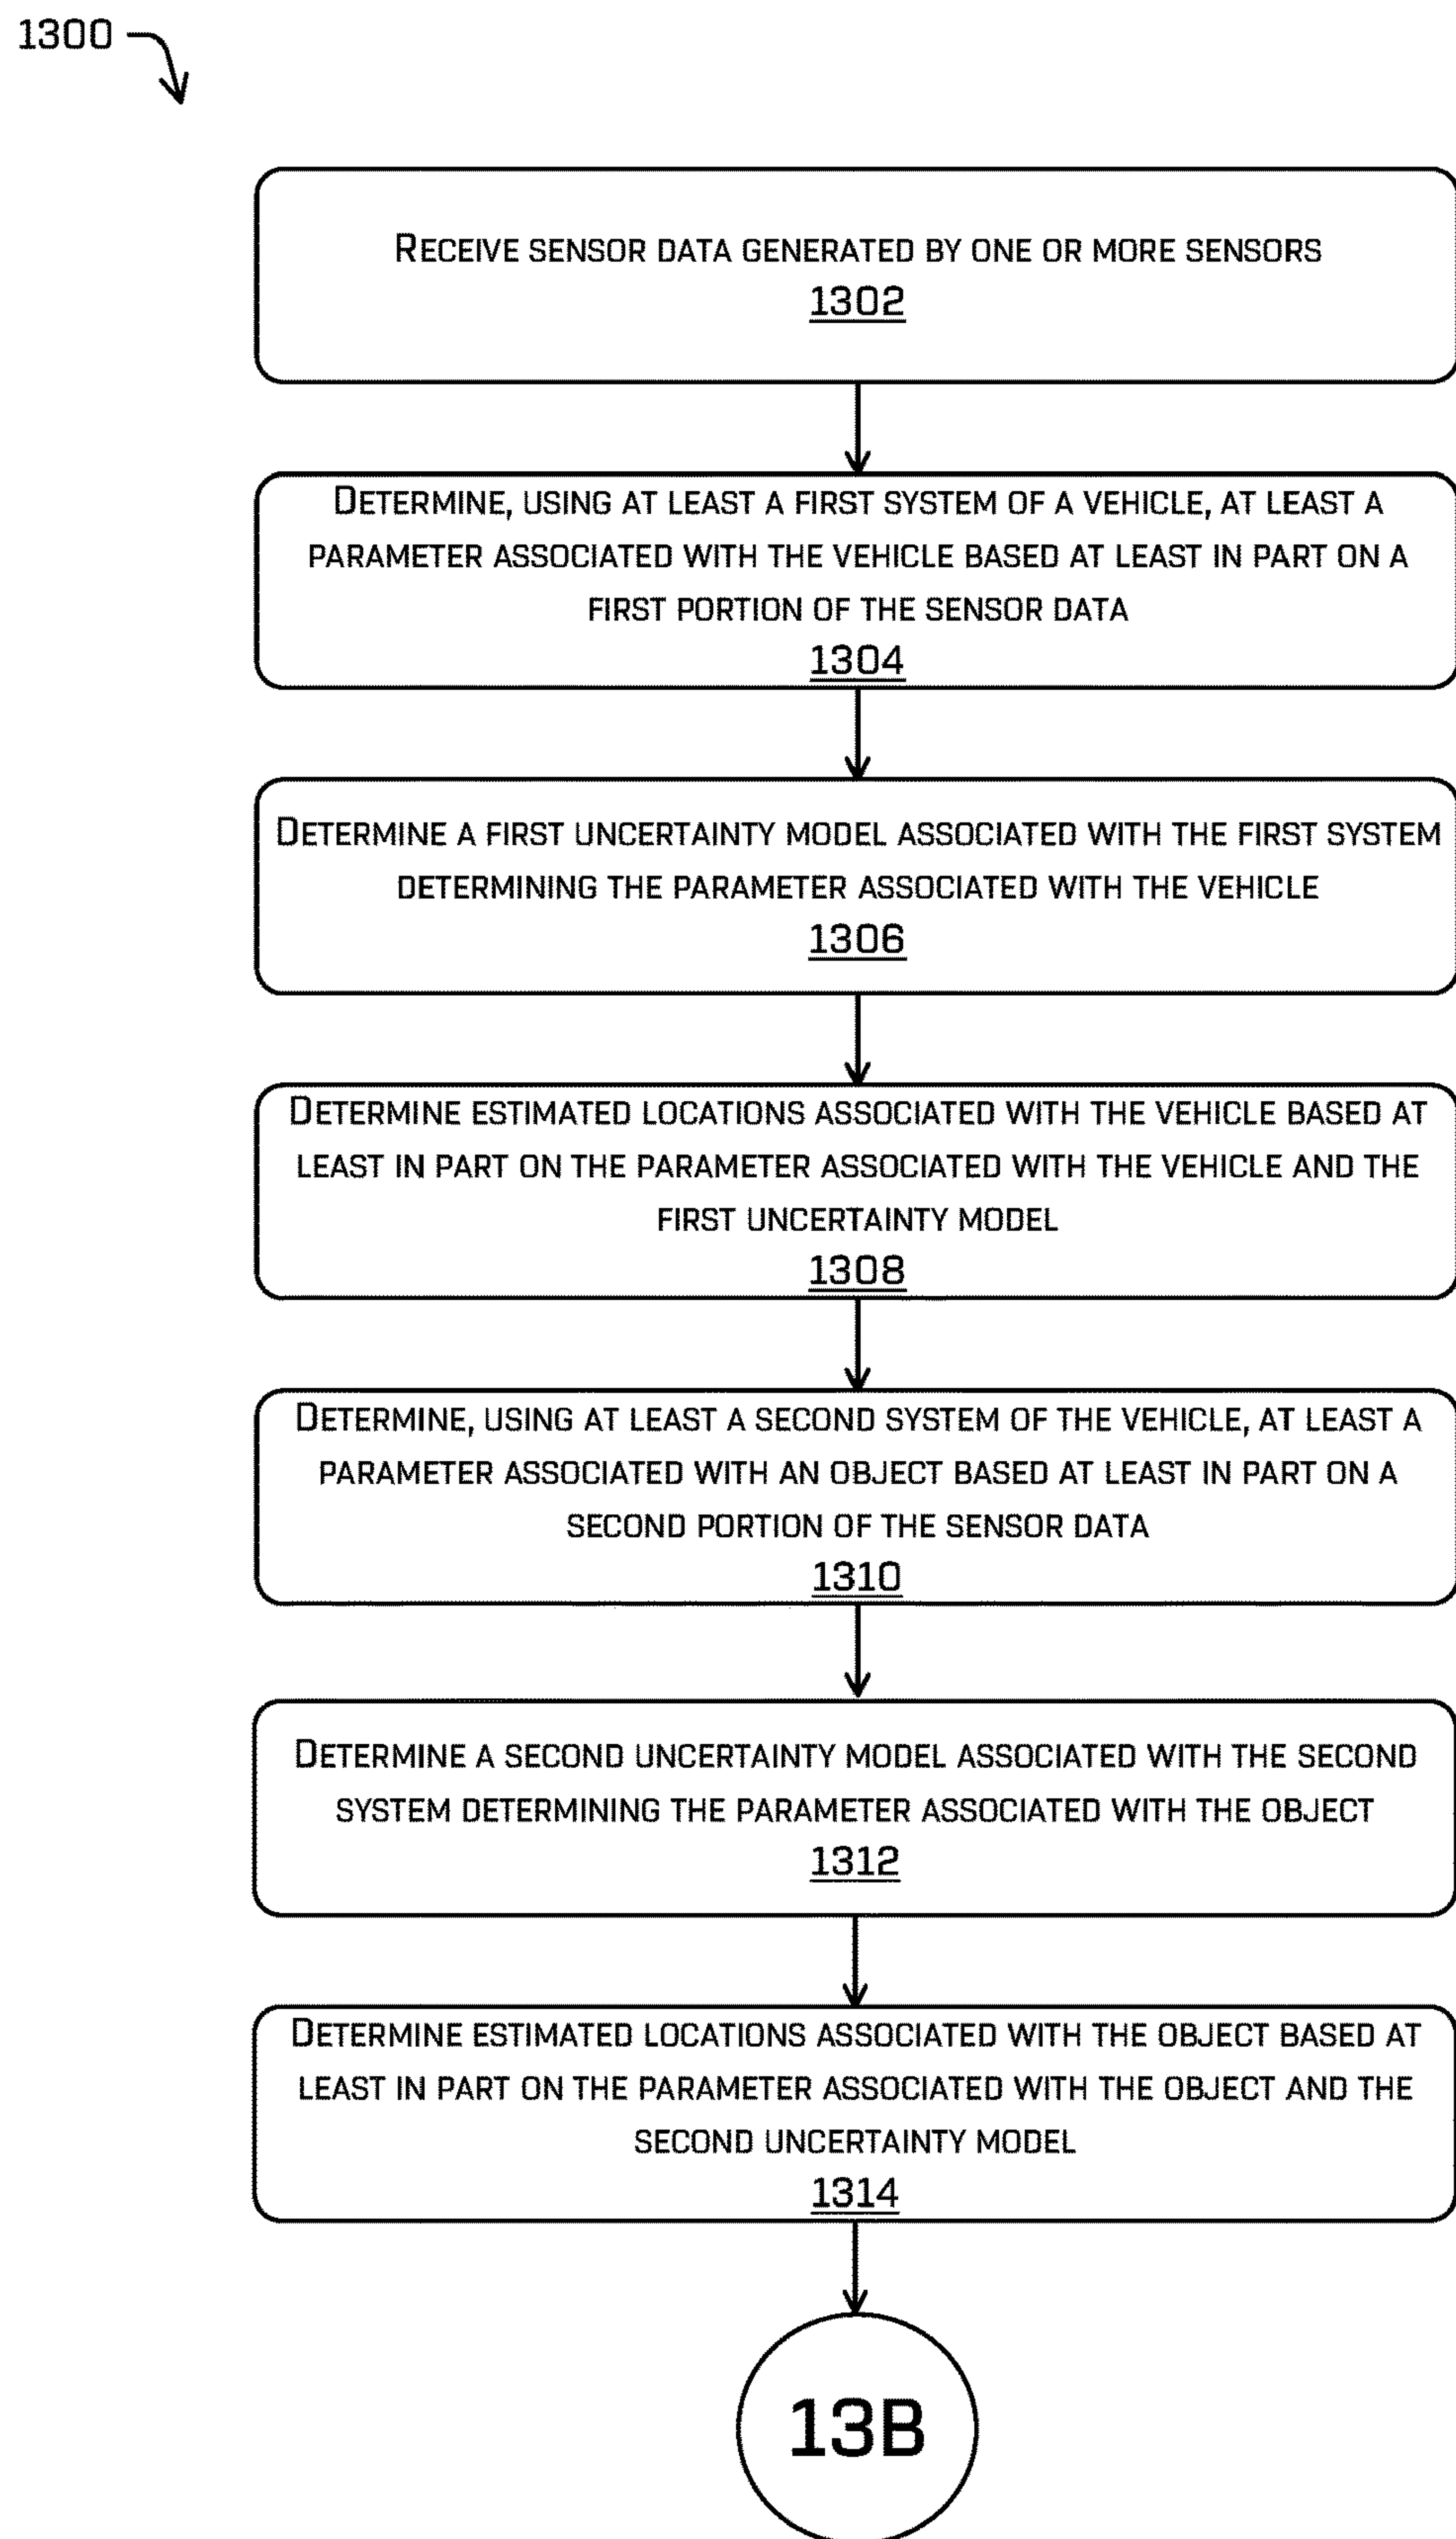 1300
RECEIVE SENSOR DATA GENERATED BY ONE OR MORE SENSORS
1302
DETERMINE, USING AT LEAST A FIRST SYSTEM OF A VEHICLE, AT LEAST A
PARAMETER ASSOCIATED WITH THE VEHICLE BASED AT LEAST IN PART ON A
FIRST PORTION OF THE SENSOR DATA
1304
DETERMINE A FIRST UNCERTAINTY MODEL ASSOCIATED WITH THE FIRST SYSTEM
DETERMINING THE PARAMETER ASSOCIATED WITH THE VEHICLE
1306
DETERMINE ESTIMATED LOCATIONS ASSOCIATED WITH THE VEHICLE BASED AT
LEAST IN PART ON THE PARAMETER ASSOCIATED WITH THE VEHICLE AND THE
FIRST UNCERTAINTY MODEL
1308
DETERMINE, USING AT LEAST A SECOND SYSTEM OF THE VEHICLE, AT LEAST A
PARAMETER ASSOCIATED WITH AN OBJECT BASED AT LEAST IN PART ON A
SECOND PORTION OF THE SENSOR DATA
1310
DETERMINE A SECOND UNCERTAINTY MODEL ASSOCIATED WITH THE SECOND
SYSTEM DETERMINING THE PARAMETER ASSOCIATED WITH THE OBJECT
1312
DETERMINE ESTIMATED LOCATIONS ASSOCIATED WITH THE OBJECT BASED AT
LEAST IN PART ON THE PARAMETER ASSOCIATED WITH THE OBJECT AND THE
SECOND UNCERTAINTY MODEL
1314
13B